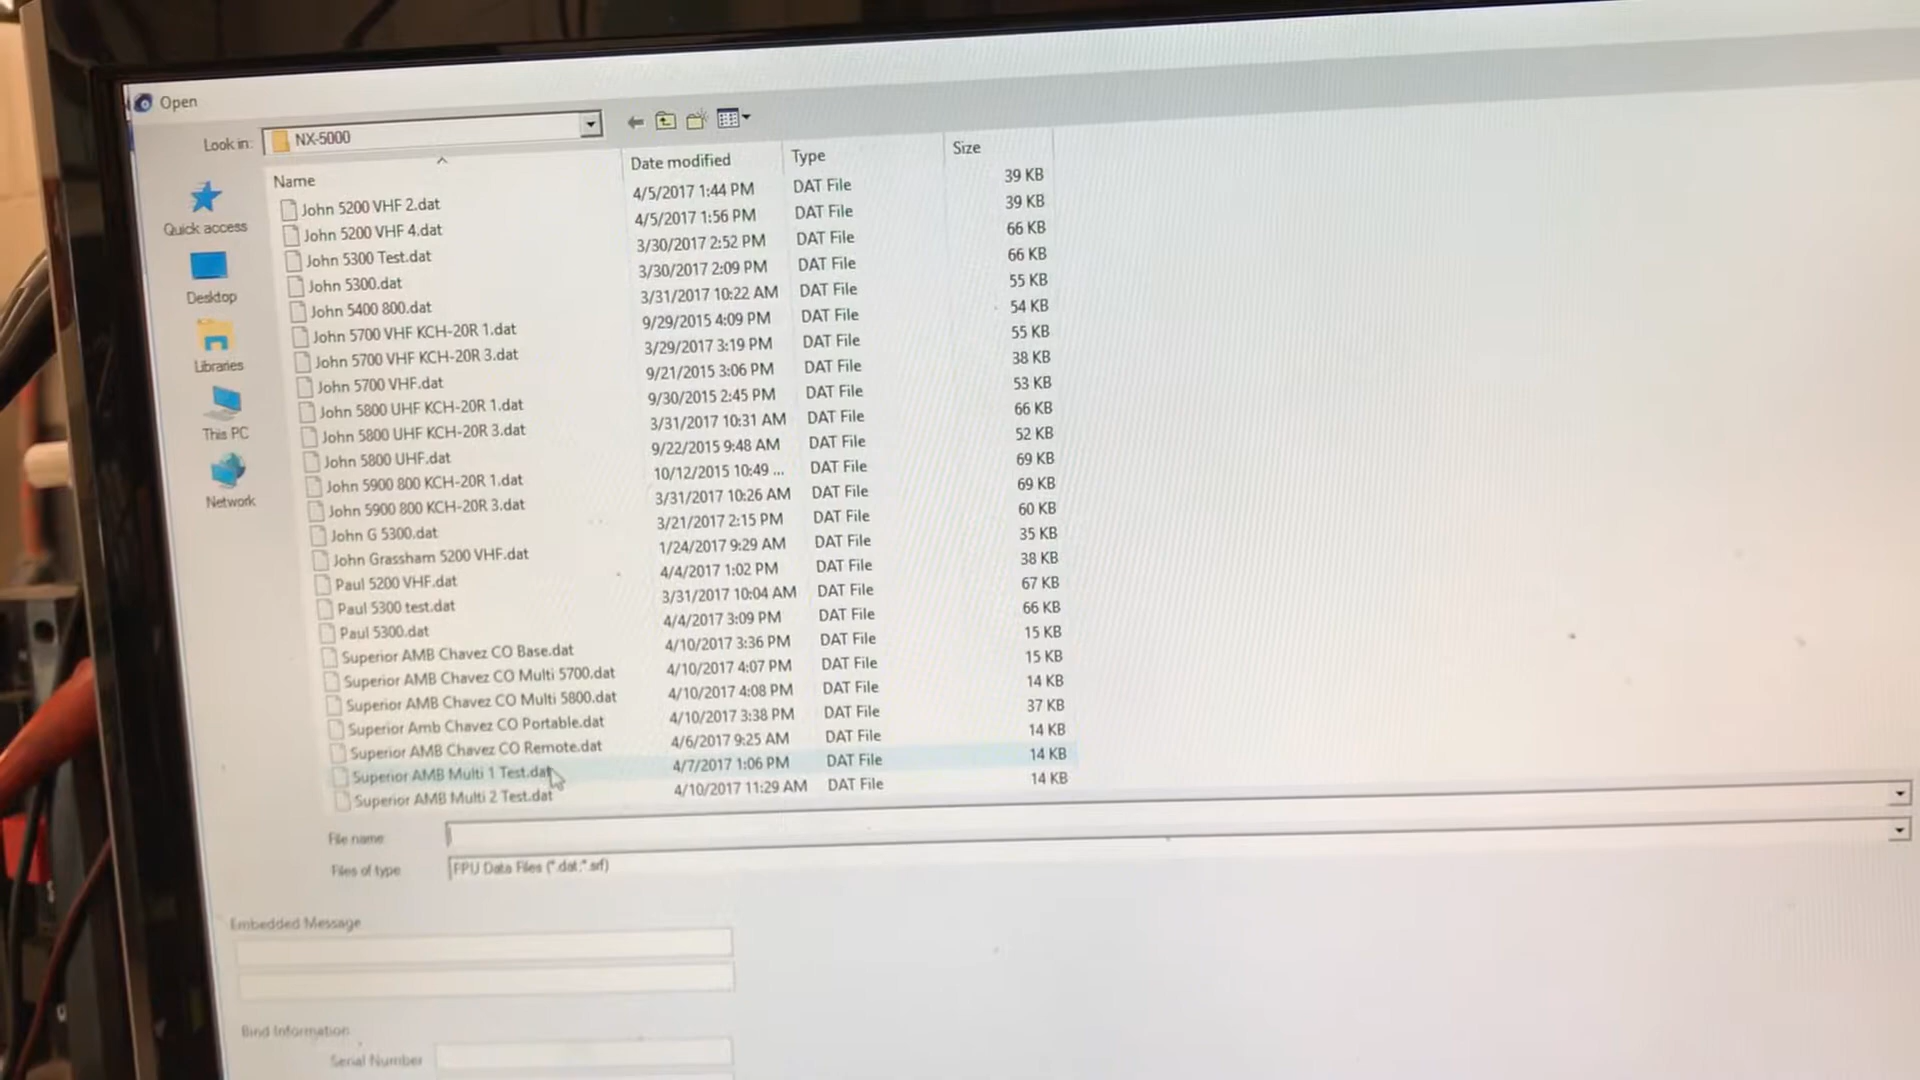 Open
Look in: NX-5000
Name Date modified Type Size
John 5200 VHF 2.dat 4/5/2017 1:44 PM DAT File 39 KB
John 5200 VHF 4.dat 4/5/2017 1:56 PM DAT File 39 KB
John 5300 Test.dat 3/30/2017 2:52 PM DAT File 66 KB
John 5300.dat 3/30/2017 2:09 PM DAT File 66 KB
John 5400 800.dat 3/31/2017 10:22 AM DAT File 55 KB
John 5700 VHF KCH-20R 1.dat 9/29/2015 4:09 PM DAT File 54 KB
John 5700 VHF KCH-20R 3.dat 3/29/2017 3:19 PM DAT File 55 KB
John 5700 VHF.dat 9/21/2015 3:06 PM DAT File 38 KB
John 5800 UHF KCH-20R 1.dat 9/30/2015 2:45 PM DAT File 53 KB
John 5800 UHF KCH-20R 3.dat 3/31/2017 10:31 AM DAT File 66 KB
John 5800 UHF.dat 9/22/2015 9:48 AM DAT File 52 KB
John 5900 800 KCH-20R 1.dat 10/12/2015 10:49 ... DAT File 69 KB
John 5900 800 KCH-20R 3.dat 3/31/2017 10:26 AM DAT File 69 KB
John G 5300.dat 3/21/2017 2:15 PM DAT File 60 KB
John Grassham 5200 VHF.dat 1/24/2017 9:29 AM DAT File 35 KB
Paul 5200 VHF.dat 4/4/2017 1:02 PM DAT File 38 KB
Paul 5300 test.dat 3/31/2017 10:04 AM DAT File 67 KB
Paul 5300.dat 4/4/2017 3:09 PM DAT File 66 KB
Superior AMB Chavez CO Base.dat 4/10/2017 3:36 PM DAT File 15 KB
Superior AMB Chavez CO Multi 5700.dat 4/10/2017 4:07 PM DAT File 15 KB
Superior AMB Chavez CO Multi 5800.dat 4/10/2017 4:08 PM DAT File 14 KB
Superior Amb Chavez CO Portable.dat 4/10/2017 3:38 PM DAT File 37 KB
Superior AMB Chavez CO Remote.dat 4/6/2017 9:25 AM DAT File 14 KB
Superior AMB Multi 1 Test.dat 4/7/2017 1:06 PM DAT File 14 KB
Superior AMB Multi 2 Test.dat 4/10/2017 11:29 AM DAT File 14 KB
Quick access
Desktop
Libraries
This PC
Network
File name
Files of type FPU Data Files (*.dat;*.srf)
Embedded Message
Bind Information
Serial Number